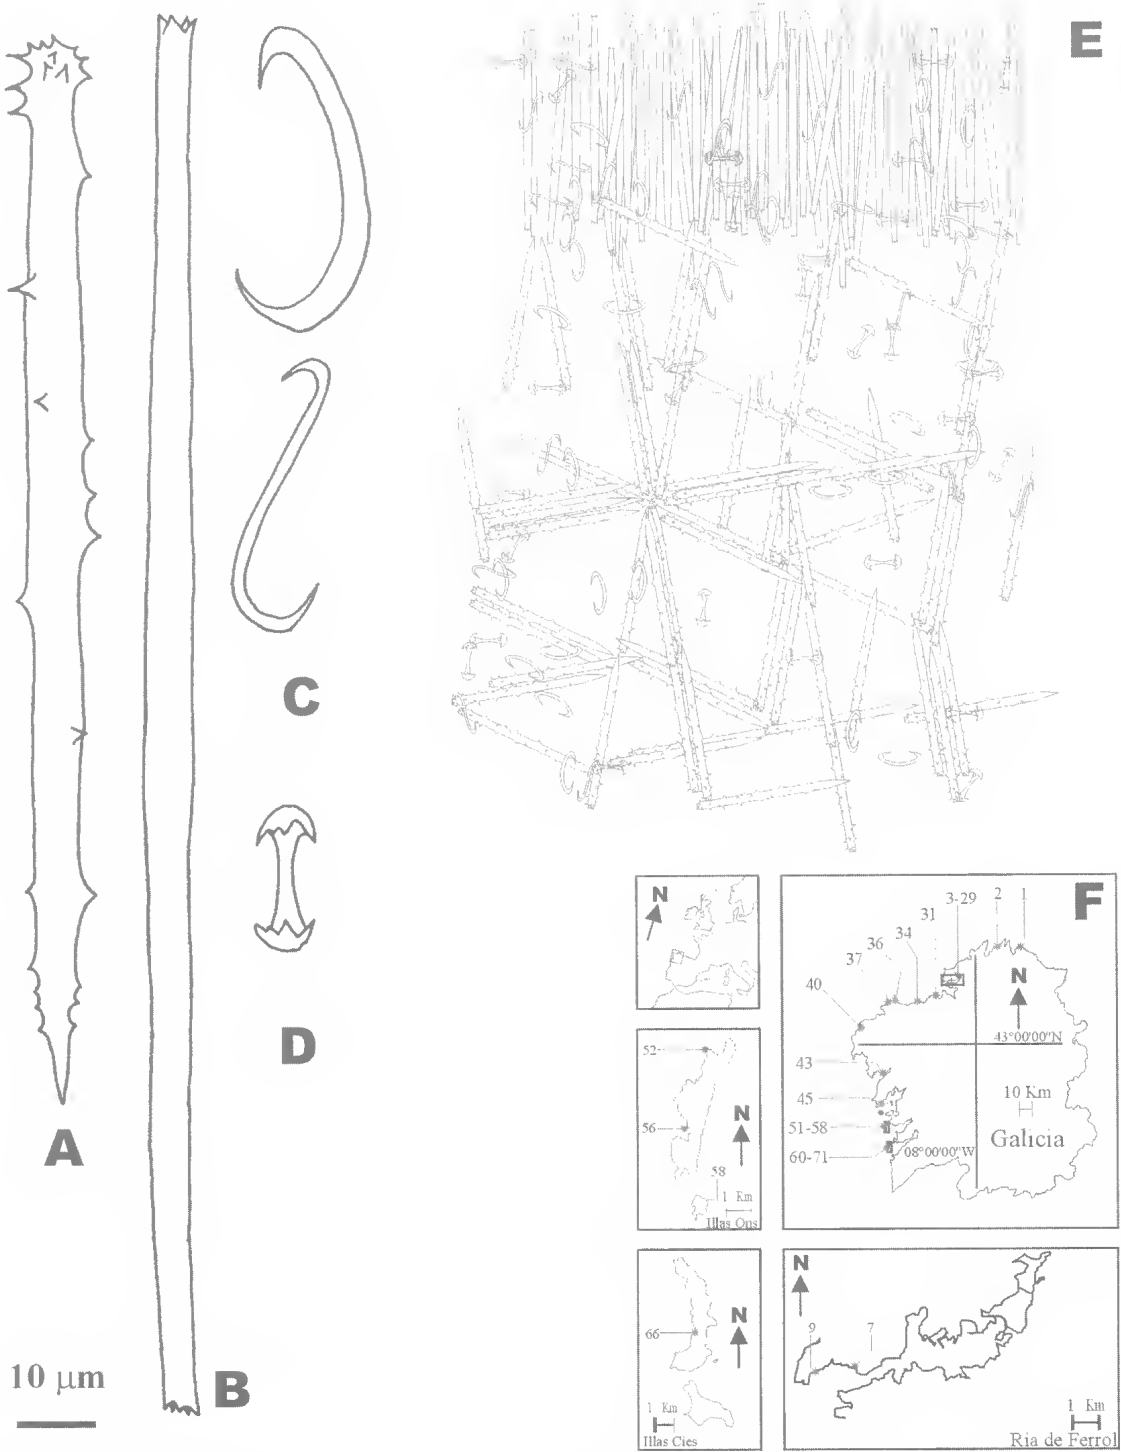 A
10 µm
B
C
D
E
F
N
3-29
2
1
31
34
36
37
40
N
43°00'00"N
43
45
10 Km
51-58
Galicia
60-71
08°00'00"W
52
56
N
58
1 Km
Illas Ons
66
N
1 Km
Illas Cies
N
9
7
1 Km
Ria de Ferrol